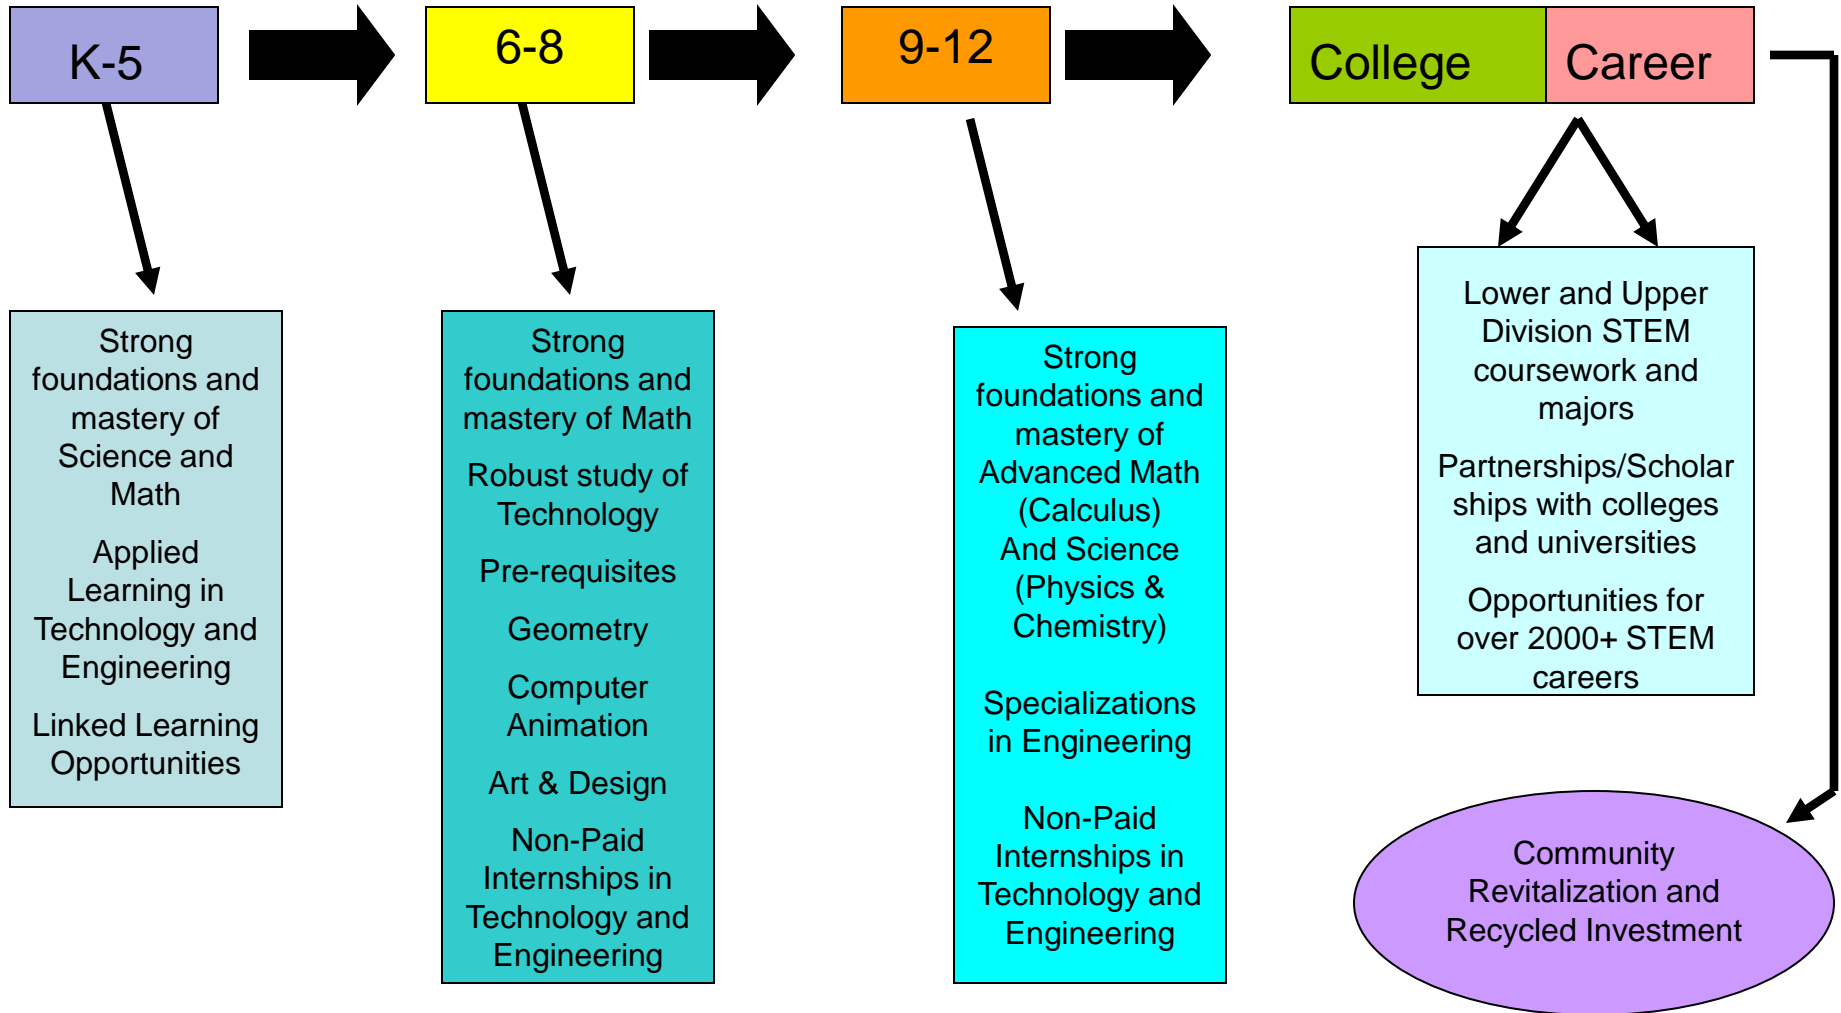 K-5
6-8
9-12
College
Career
Strong
foundations and
mastery of
Science and
Math
Applied
Learning in
Technology and
Engineering
Linked Learning
Opportunities
Strong
foundations and
mastery of Math
Robust study of
Technology
Pre-requisites
Geometry
Computer
Animation
Art & Design
Non-Paid
Internships in
Technology and
Engineering
Strong
foundations and
mastery of
Advanced Math
(Calculus)
And Science
(Physics &
Chemistry)
Specializations
in Engineering
Non-Paid
Internships in
Technology and
Engineering
Lower and Upper
Division STEM
coursework and
majors
Partnerships/Scholar
ships with colleges
and universities
Opportunities for
over 2000+ STEM
careers
Community
Revitalization and
Recycled Investment